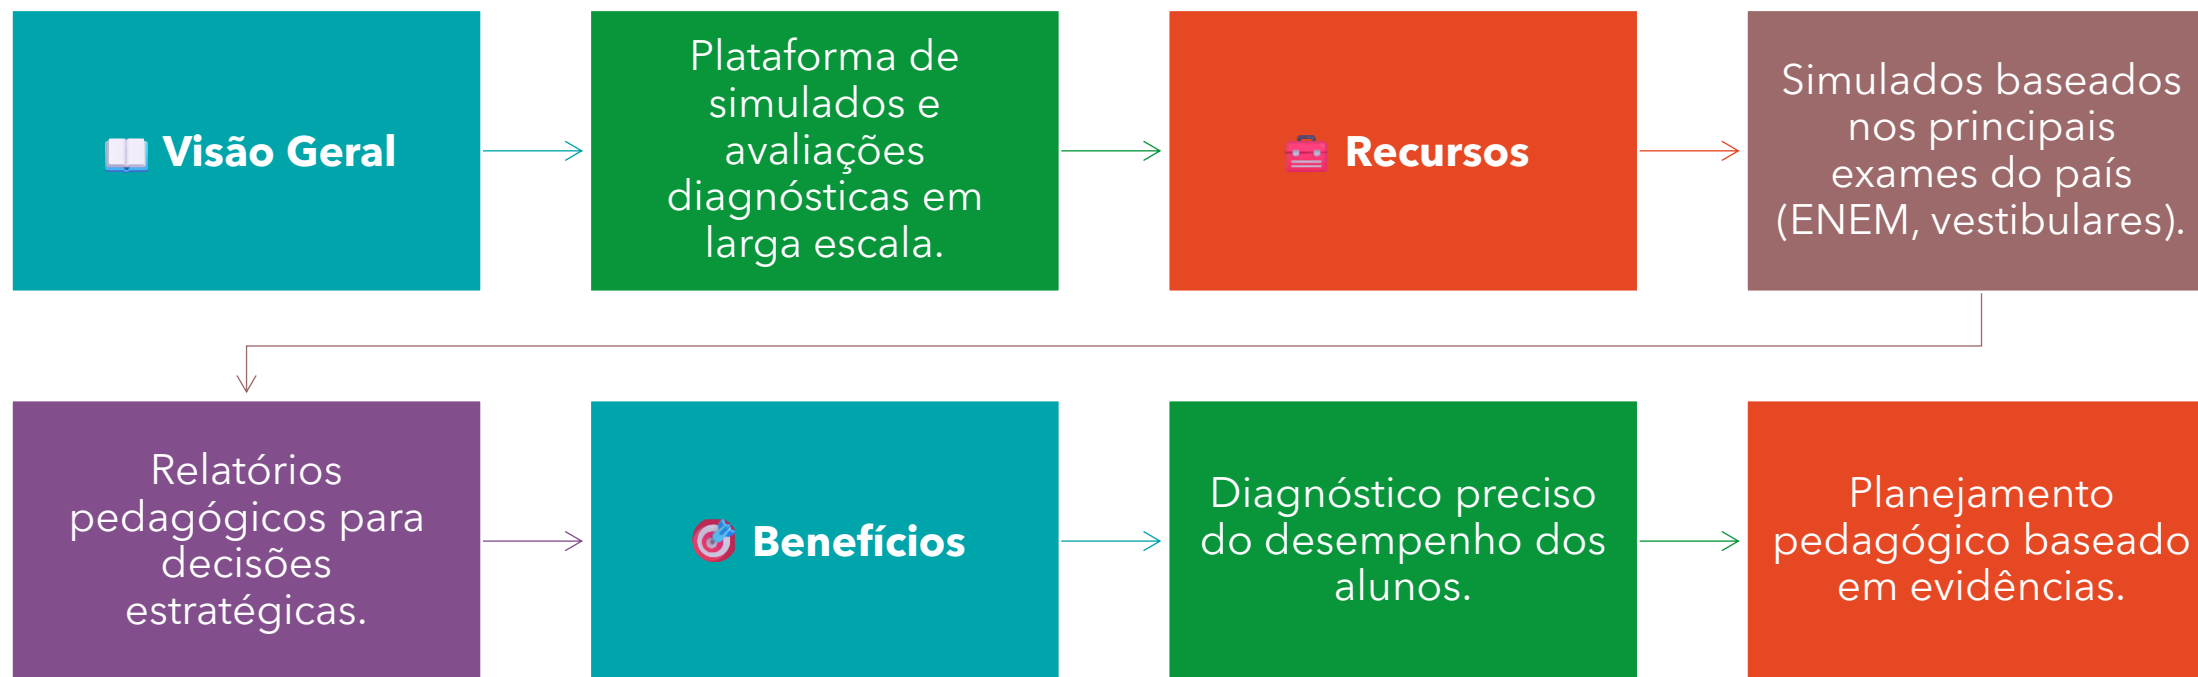 📖 Visão Geral
Plataforma de
simulados e
avaliações
diagnósticas em
larga escala.
🧰 Recursos
Simulados baseados
nos principais
exames do país
(ENEM, vestibulares).
Relatórios
pedagógicos para
decisões
estratégicas.
🎯 Benefícios
Diagnóstico preciso
do desempenho dos
alunos.
Planejamento
pedagógico baseado
em evidências.